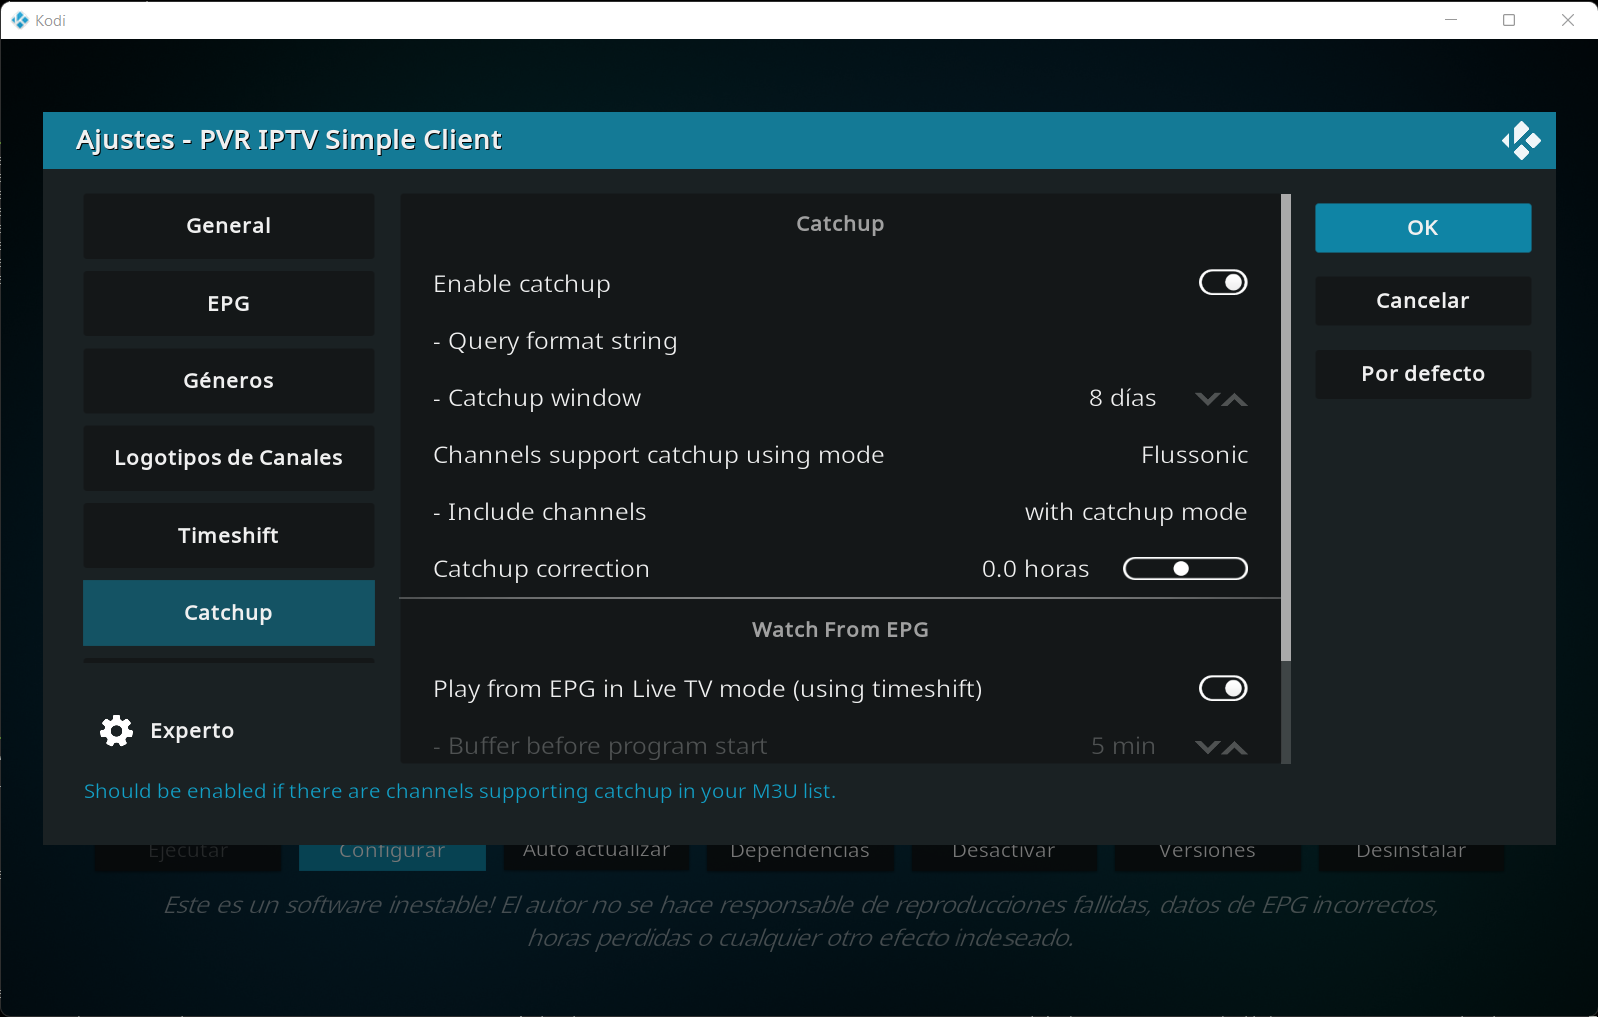 Kodi
Ajustes - PVR IPTV Simple Client
General
EPG
Géneros
Logotipos de Canales
Timeshift
Catchup
Experto
Catchup
Enable catchup
- Query format string
- Catchup window 8 días
Channels support catchup using mode Flussonic
- Include channels with catchup mode
Catchup correction 0.0 horas
Watch From EPG
Play from EPG in Live TV mode (using timeshift)
- Buffer before program start 5 min
OK
Cancelar
Por defecto
Should be enabled if there are channels supporting catchup in your M3U list.
Ejecutar Configurar Auto actualizar Dependencias Desactivar Versiones Desinstalar
Este es un software inestable! El autor no se hace responsable de reproducciones fallidas, datos de EPG incorrectos,
horas perdidas o cualquier otro efecto indeseado.